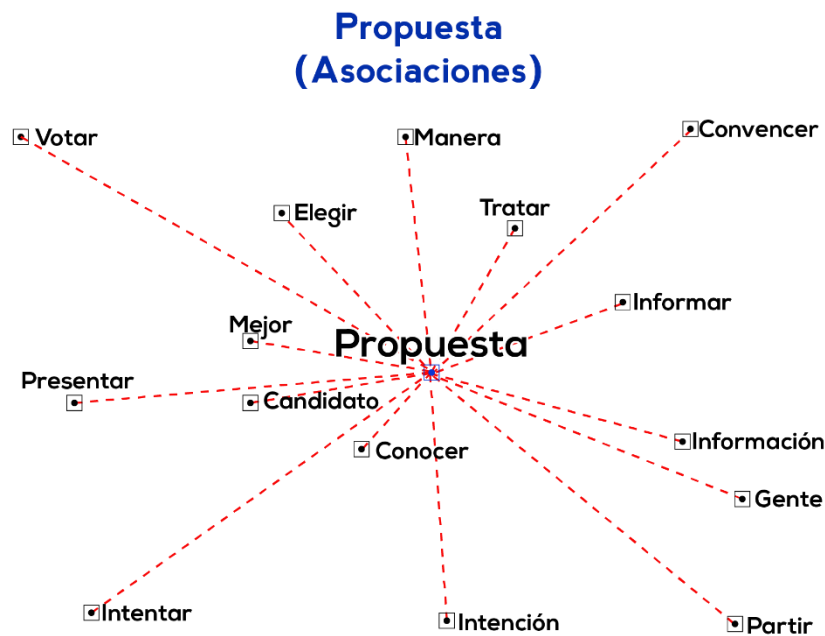 Propuesta
(Asociaciones)
Votar
Manera
Convencer
Elegir
Tratar
Informar
Mejor
Propuesta
Presentar
Candidato
Conocer
Información
Gente
Intentar
Intención
Partir